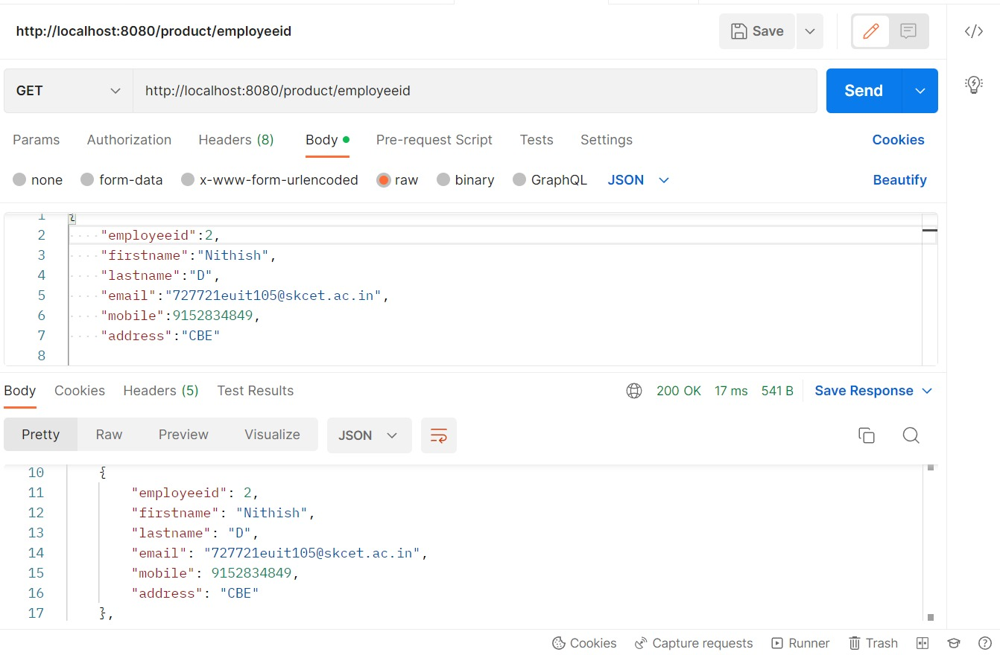 http://localhost:8080/product/employeeid
Save
GET
http://localhost:8080/product/employeeid
Send
Params Authorization Headers (8) Body Pre-request Script Tests Settings Cookies
none form-data x-www-form-urlencoded raw binary GraphQL JSON Beautify
1 {
2 "employeeid":2,
3 "firstname":"Nithish",
4 "lastname":"D",
5 "email":"727721euit105@skcet.ac.in",
6 "mobile":9152834849,
7 "address":"CBE"
8
Body Cookies Headers (5) Test Results 200 OK 17 ms 541 B Save Response
Pretty Raw Preview Visualize JSON
10 {
11 "employeeid": 2,
12 "firstname": "Nithish",
13 "lastname": "D",
14 "email": "727721euit105@skcet.ac.in",
15 "mobile": 9152834849,
16 "address": "CBE"
17 },
Cookies Capture requests Runner Trash